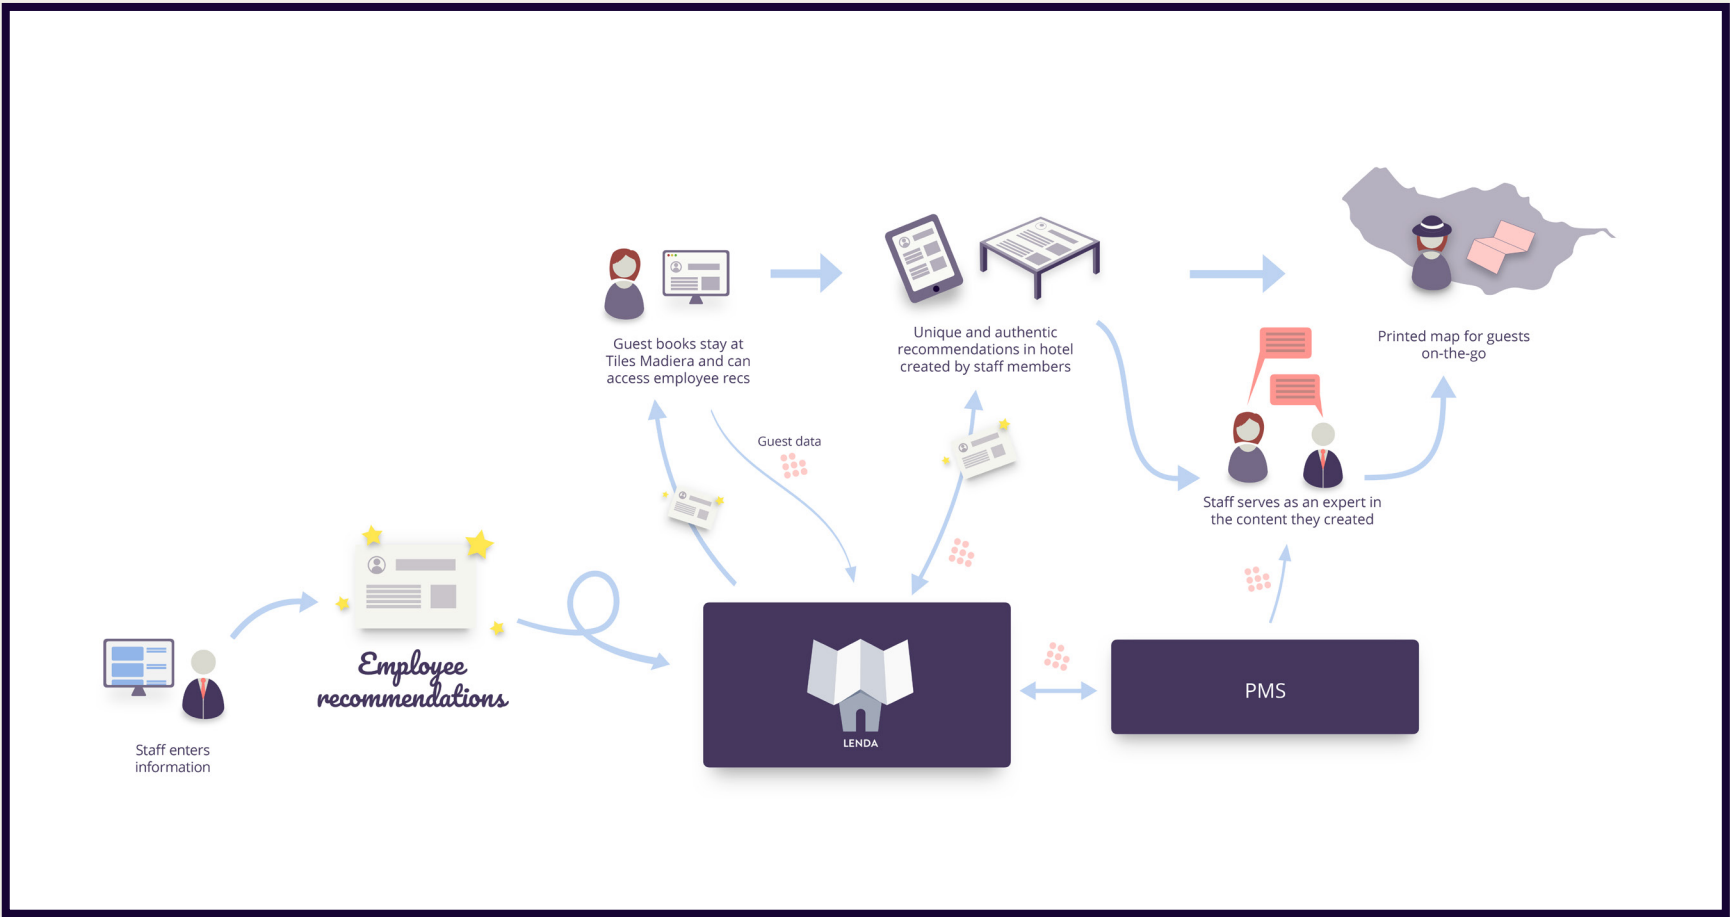 Staff enters
information
Employee
recommendations
Guest books stay at
Tiles Madiera and can
access employee recs
Guest data
LENDA
PMS
Unique and authentic
recommendations in hotel
created by staff members
Staff serves as an expert in
the content they created
Printed map for guests
on-the-go